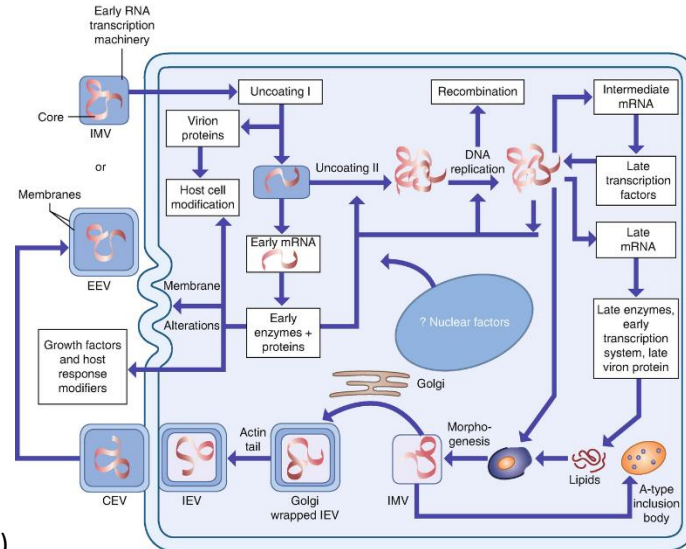 Early RNA
transcription
machinery
Core
IMV
or
Membranes
EEV
Uncoating I
Virion
proteins
Host cell
modification
Uncoating II
Early mRNA
Early
enzymes +
proteins
Membrane
Alterations
Growth factors
and host
response
modifiers
Recombination
DNA
replication
Intermediate
mRNA
Late
transcription
factors
Late
mRNA
Late enzymes,
early
transcription
system, late
viron protein
? Nuclear factors
Golgi
Actin
tail
CEV
IEV
Golgi
wrapped IEV
IMV
Morpho-
genesis
Lipids
A-type
inclusion
body
)